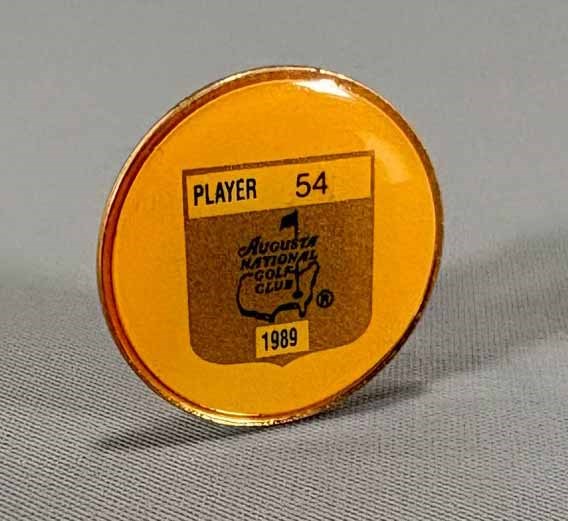 PLAYER 54
AUGUSTA
NATIONAL
GOLF
CLUB
®
1989